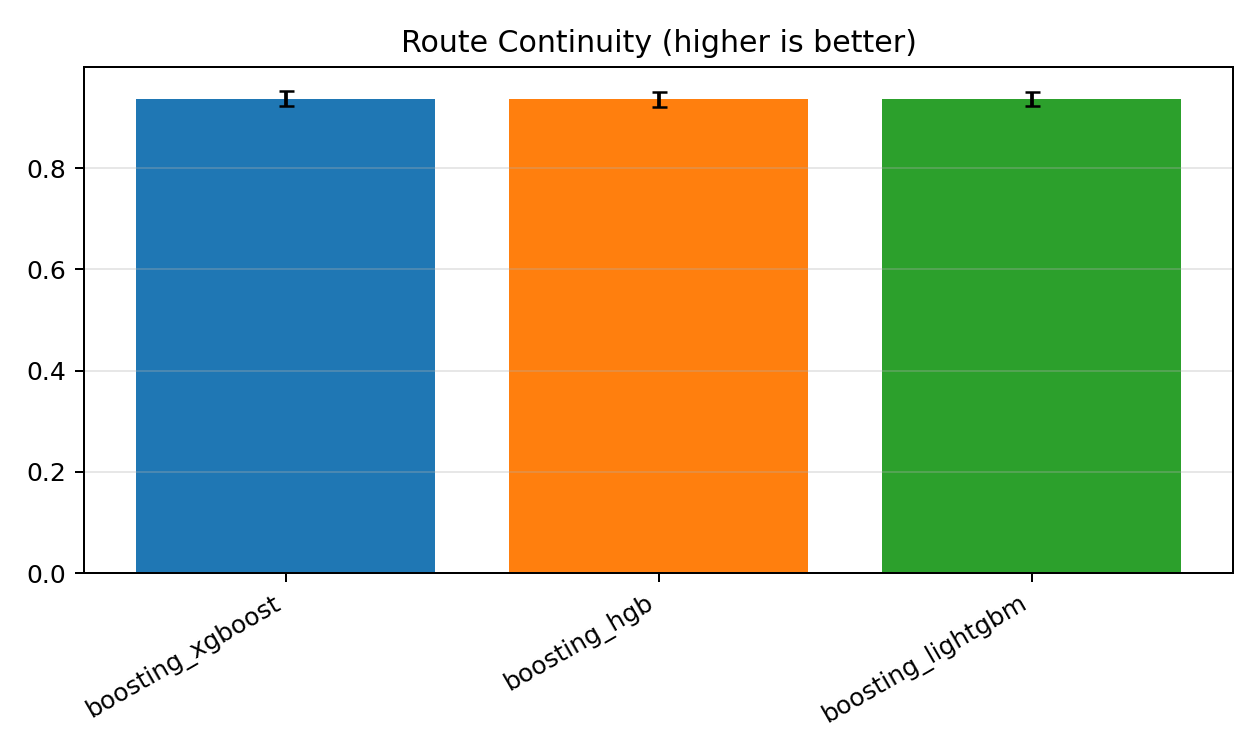 Route Continuity (higher is better)
0.8
0.6
0.4
0.2
0.0
boosting_xgboost
boosting_hgb
boosting_lightgbm